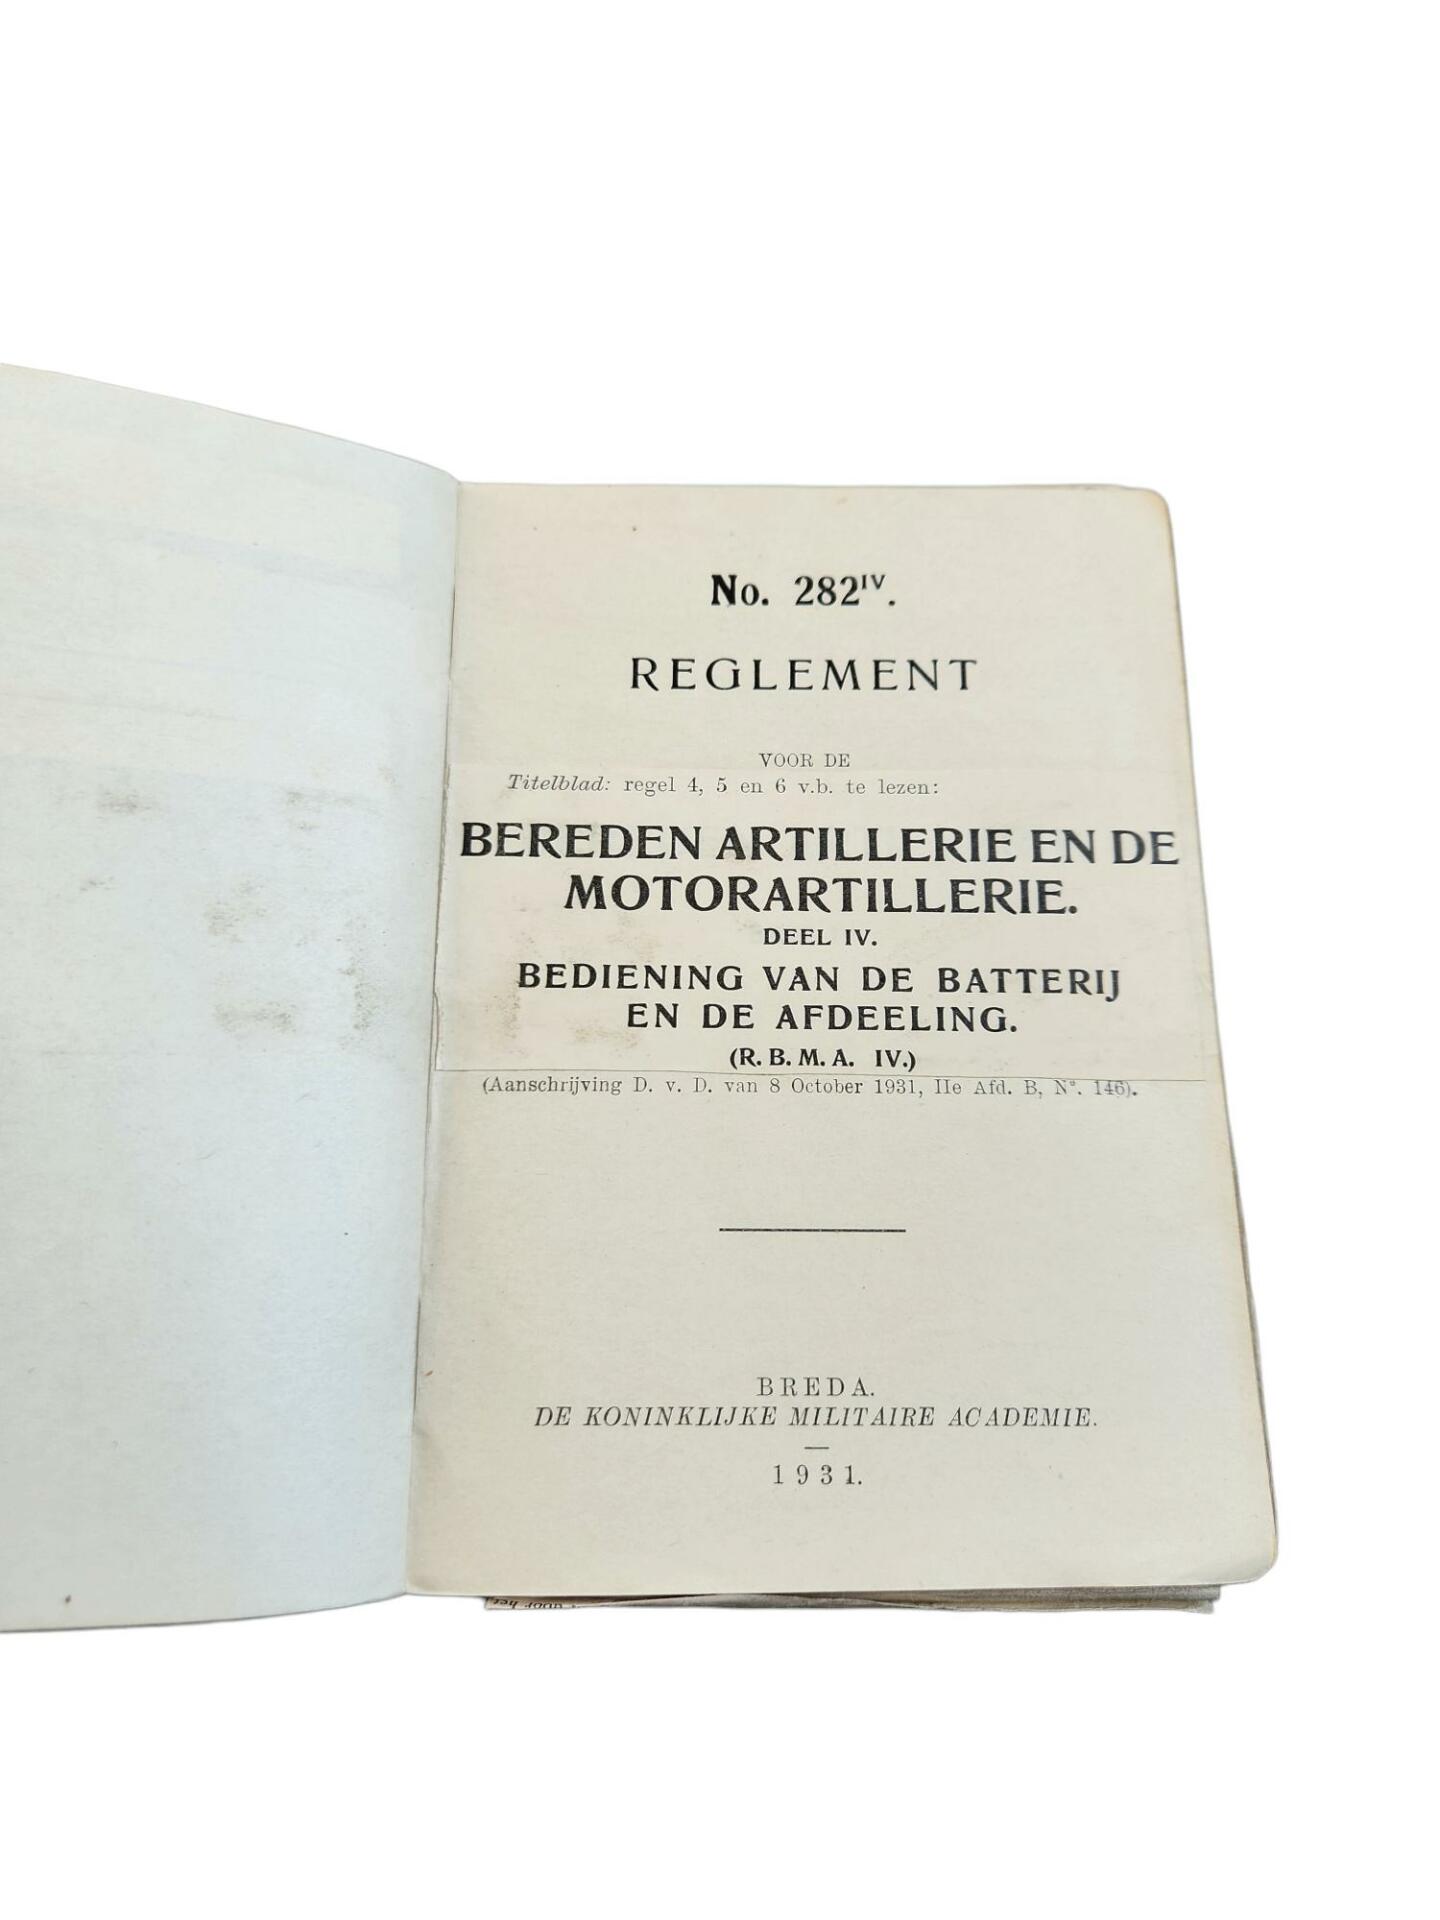 No. 282IV.
REGLEMENT
VOOR DE
Titelblad: regel 4, 5 en 6 v.b. te lezen:
BEREDEN ARTILLERIE EN DE
MOTORARTILLERIE.
DEEL IV.
BEDIENING VAN DE BATTERIJ
EN DE AFDEELING.
(R. B. M. A. IV.)
(Aanschrijving D. v. D. van 8 October 1931, IIe Afd. B, N°. 146).
BREDA.
DE KONINKLIJKE MILITAIRE ACADEMIE.
1931.